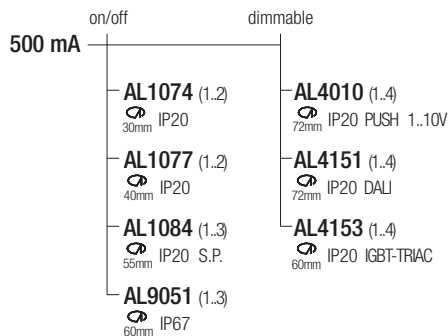 on/off dimmable
500 mA
AL1074 (1..2)
30mm IP20
AL1077 (1..2)
40mm IP20
AL1084 (1..3)
55mm IP20 S.P.
AL9051 (1..3)
60mm IP67
AL4010 (1..4)
72mm IP20 PUSH 1..10V
AL4151 (1..4)
72mm IP20 DALI
AL4153 (1..4)
60mm IP20 IGBT-TRIAC